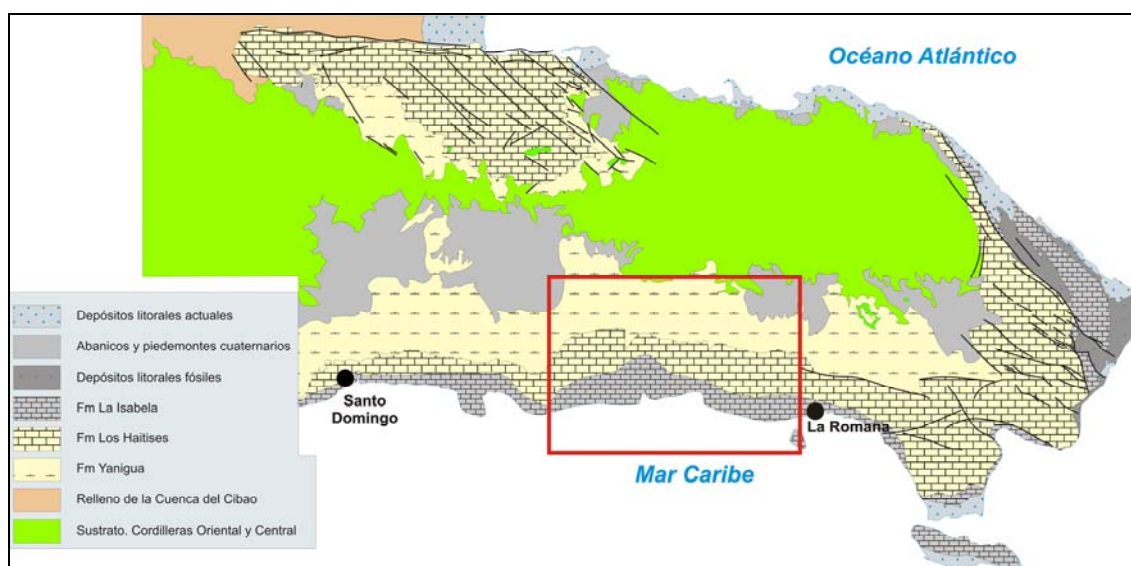 Océano Atlántico
Depósitos litorales actuales
Abanicos y piedemontes cuaternarios
Depósitos litorales fósiles
Fm La Isabela
Fm Los Haitises
Fm Yanigua
Relleno de la Cuenca del Cibao
Sustrato. Cordilleras Oriental y Central
Santo
Domingo
La Romana
Mar Caribe